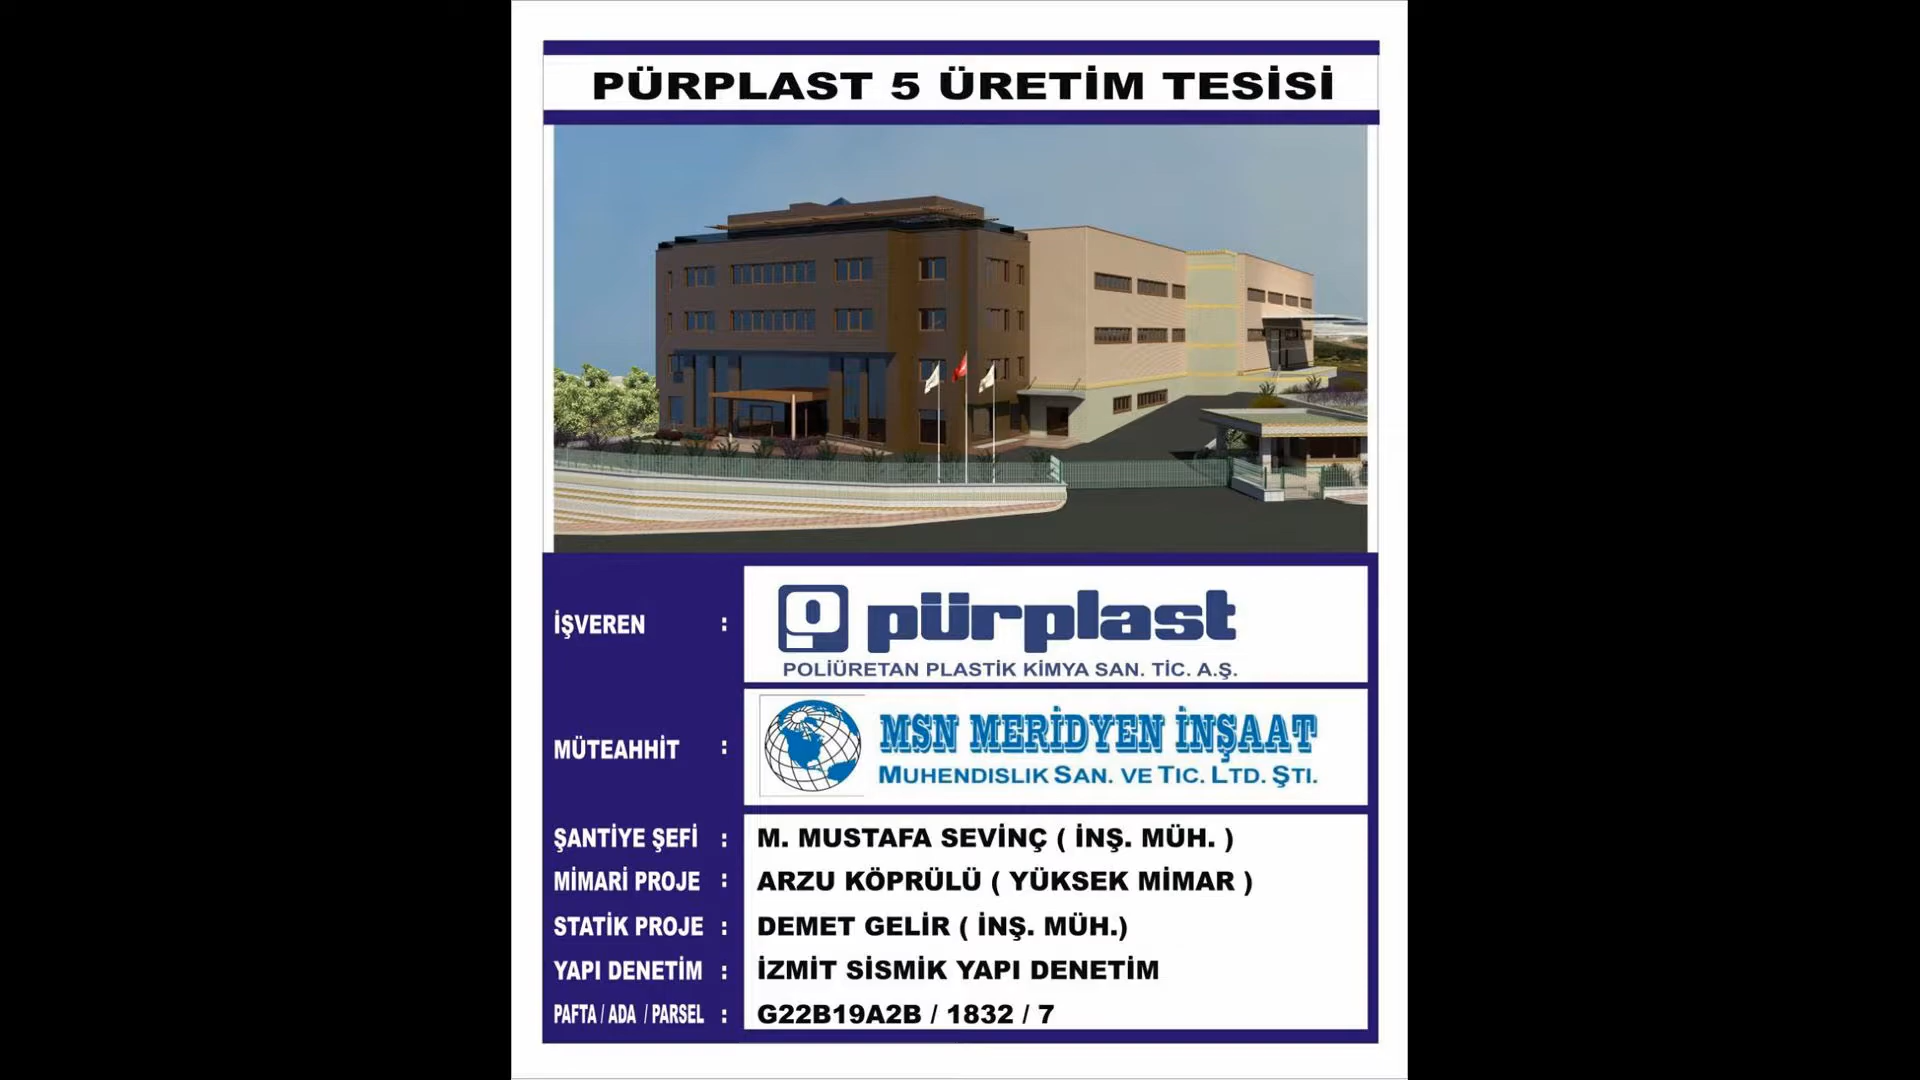 PÜRPLAST 5 ÜRETİM TESİSİ
İŞVEREN :
pürplast
POLİÜRETAN PLASTİK KİMYA SAN. TİC. A.Ş.
MÜTEAHHİT :
MSN MERİDYEN İNŞAAT
MUHENDISLIK SAN. VE TIC. LTD. ŞTI.
ŞANTİYE ŞEFİ : M. MUSTAFA SEVİNÇ ( İNŞ. MÜH. )
MİMARİ PROJE : ARZU KÖPRÜLÜ ( YÜKSEK MİMAR )
STATİK PROJE : DEMET GELİR ( İNŞ. MÜH.)
YAPI DENETİM : İZMİT SİSMİK YAPI DENETİM
PAFTA / ADA / PARSEL : G22B19A2B / 1832 / 7